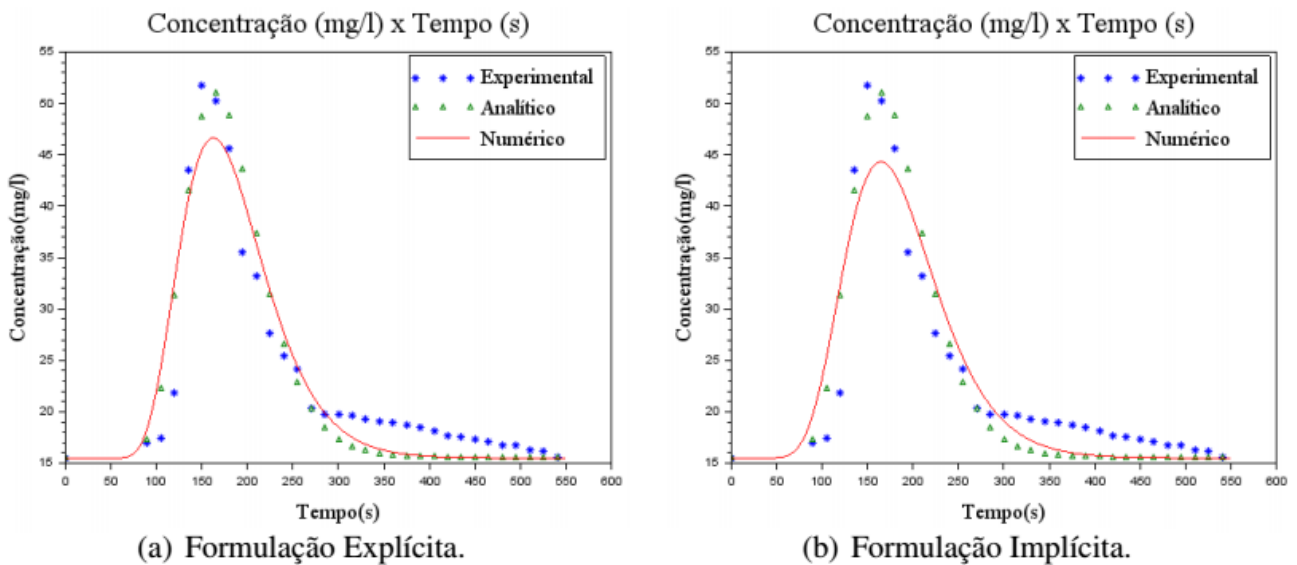 Concentração (mg/l) x Tempo (s)
55
50
45
40
35
30
25
20
15
Concentração(mg/l)
Experimental
Analítico
Numérico
0 50 100 150 200 250 300 350 400 450 500 550 600
Tempo(s)
(a) Formulação Explícita.
Concentração (mg/l) x Tempo (s)
55
50
45
40
35
30
25
20
15
Concentração(mg/l)
Experimental
Analítico
Numérico
0 50 100 150 200 250 300 350 400 450 500 550 600
Tempo(s)
(b) Formulação Implícita.